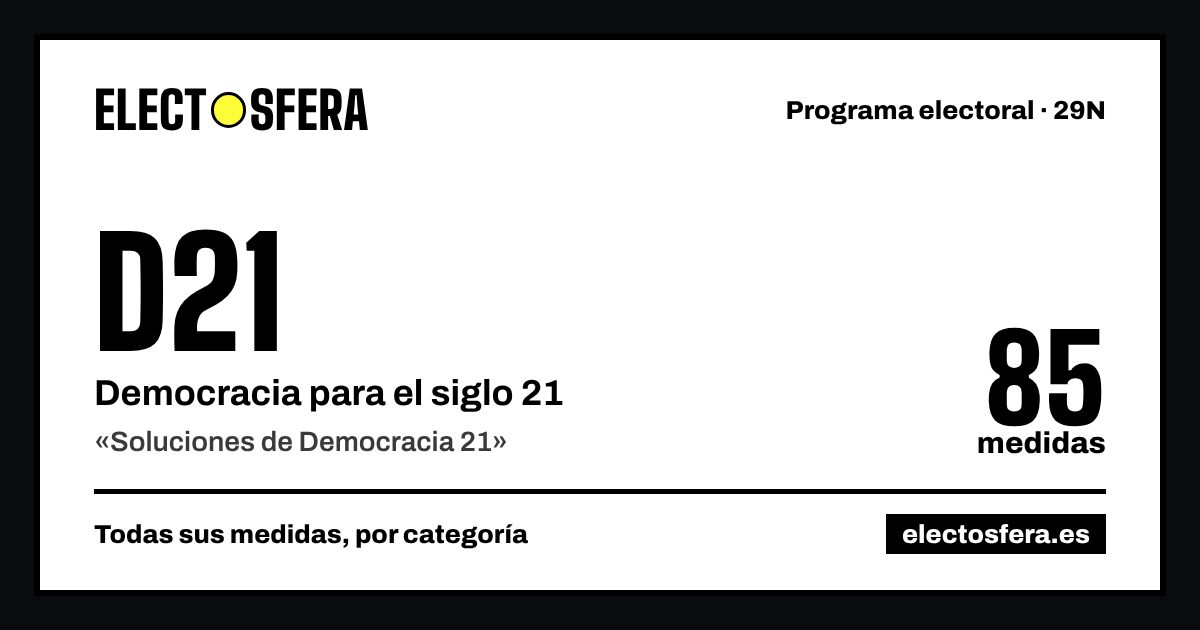 ELECTOSFERA
Programa electoral · 29N
D21
Democracia para el siglo 21
«Soluciones de Democracia 21»
85
medidas
Todas sus medidas, por categoría
electosfera.es